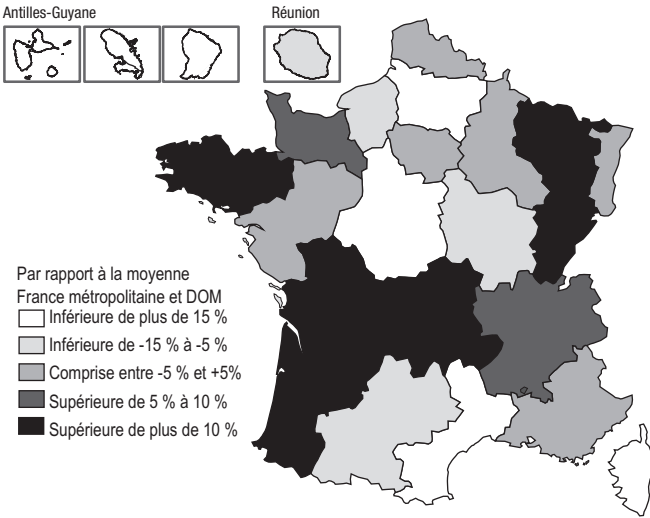 Antilles-Guyane
Réunion
Par rapport à la moyenne
France métropolitaine et DOM
Inférieure de plus de 15 %
Inférieure de -15 % à -5 %
Comprise entre -5 % et +5%
Supérieure de 5 % à 10 %
Supérieure de plus de 10 %